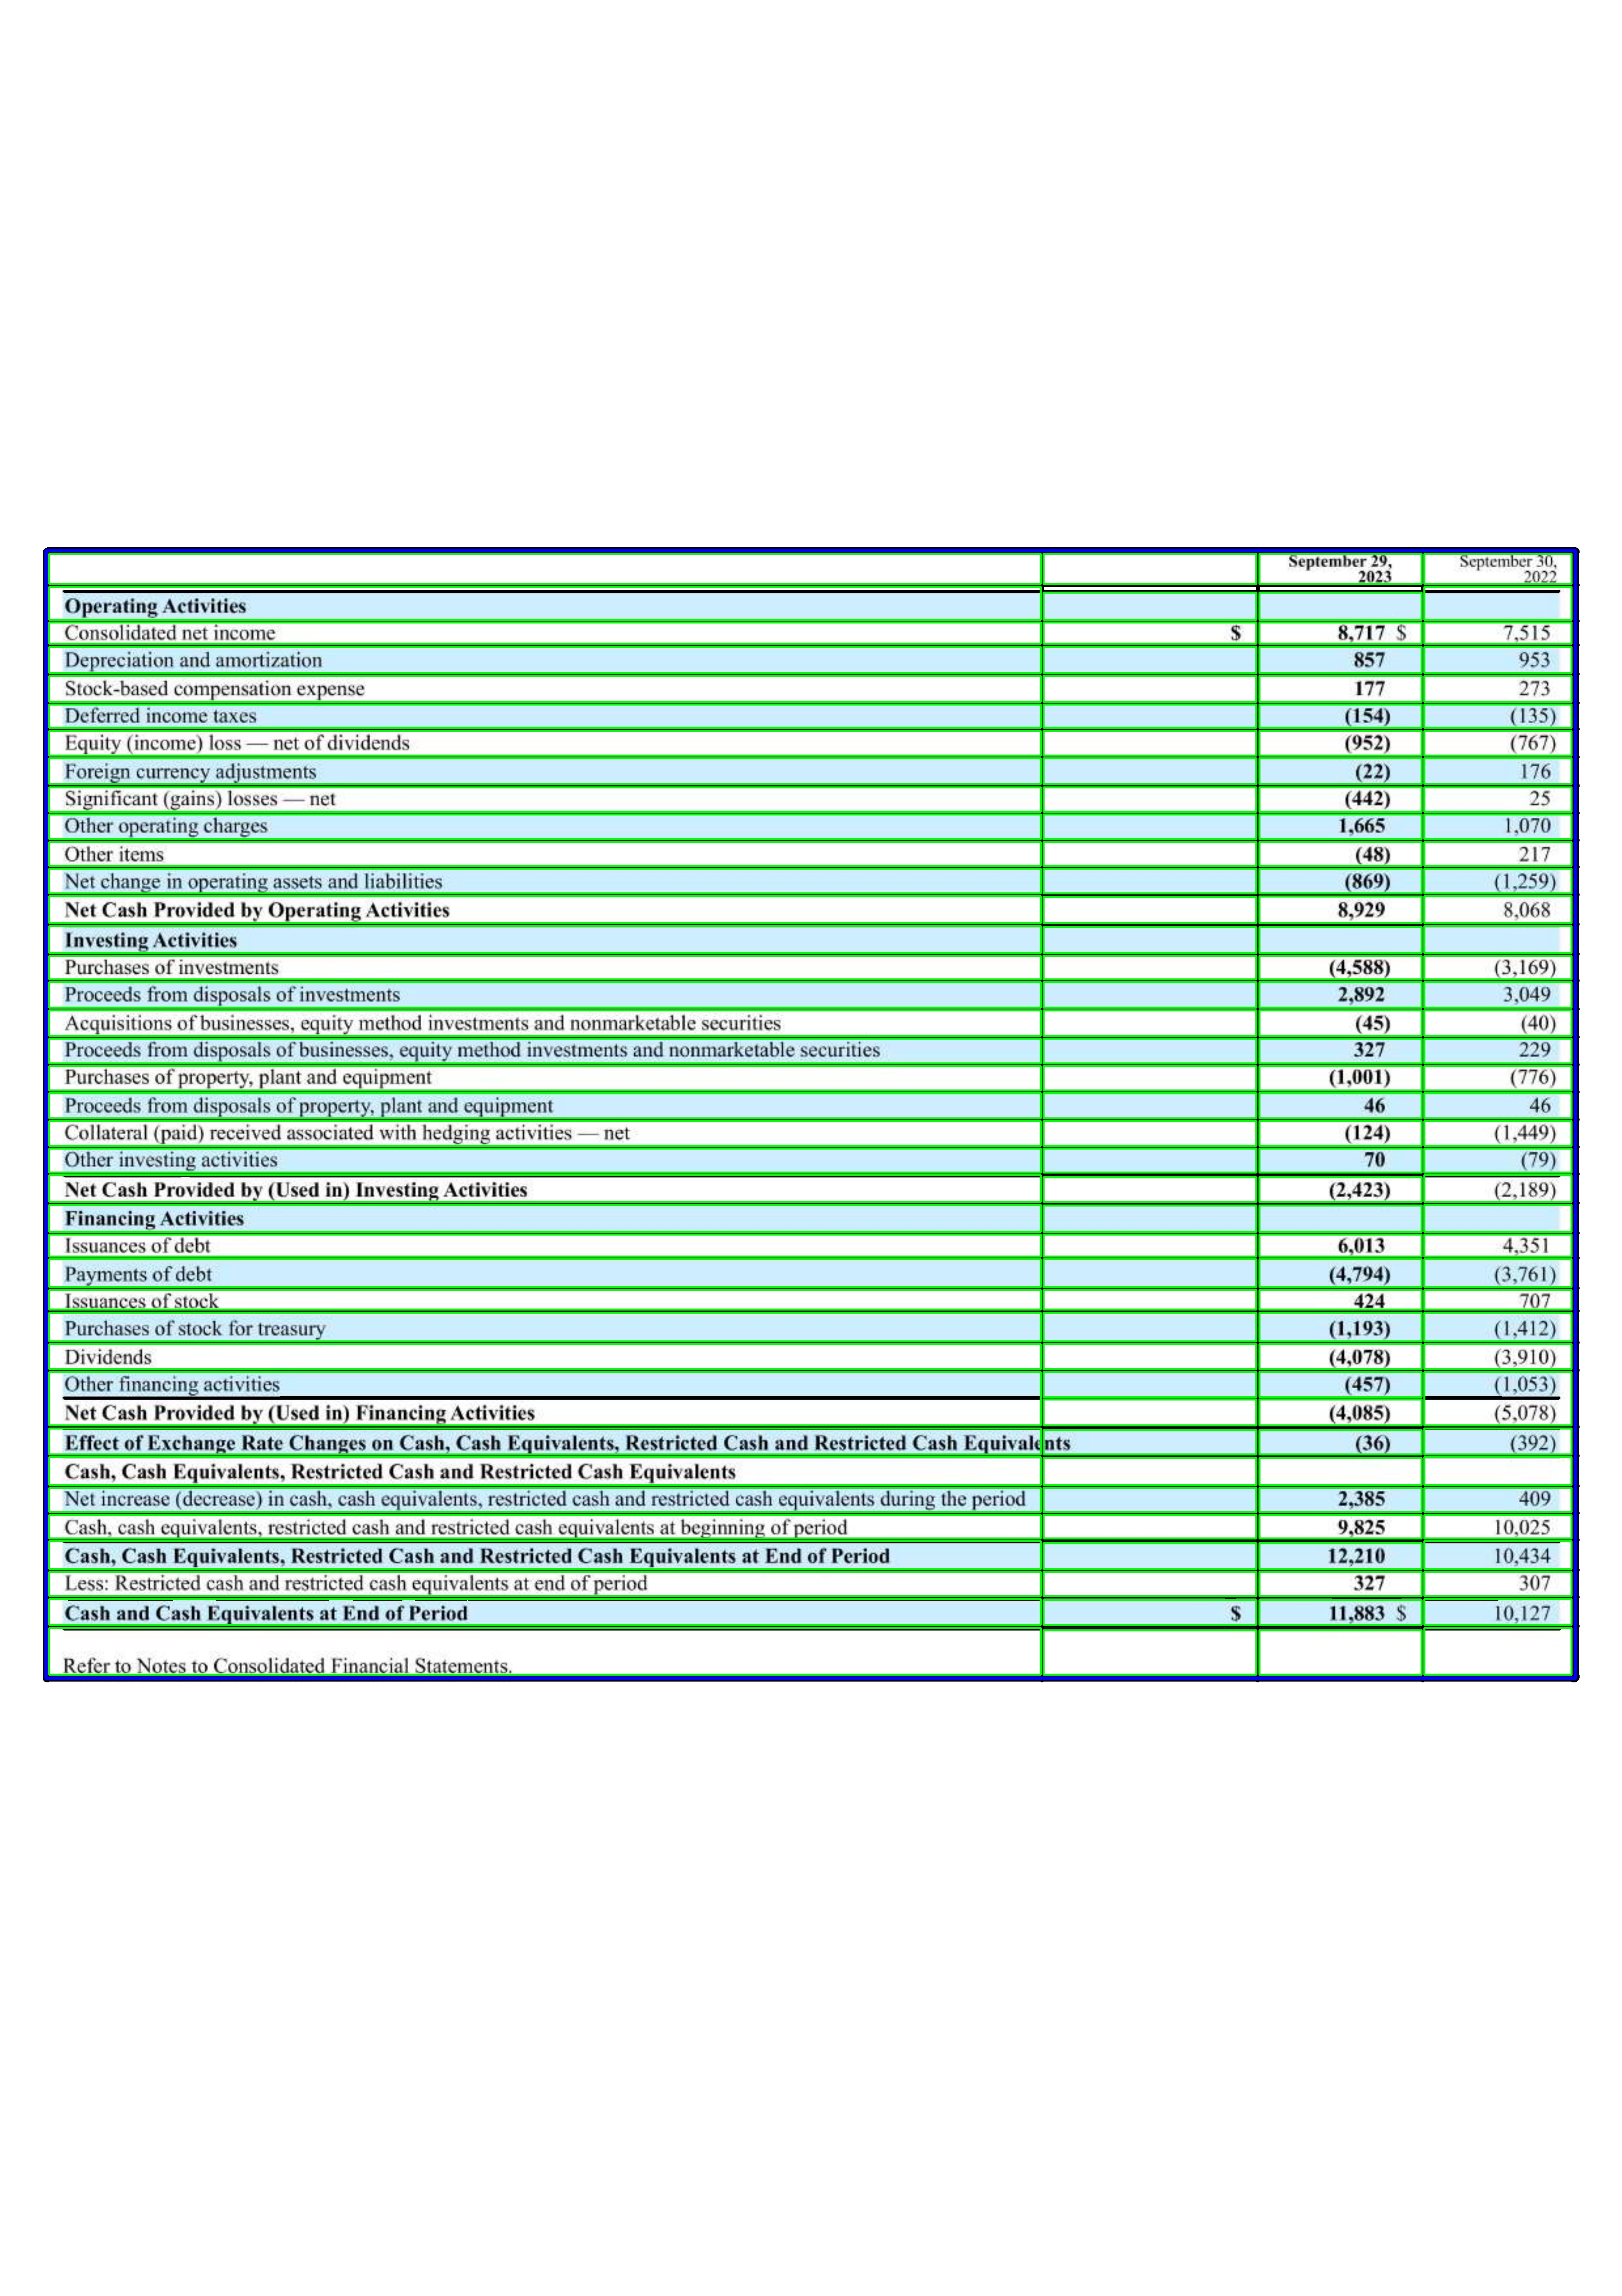 September 29, September 30,
2023 2022
Operating Activities
Consolidated net income $ 8,717 $ 7,515
Depreciation and amortization 857 953
Stock-based compensation expense 177 273
Deferred income taxes (154) (135)
Equity (income) loss — net of dividends (952) (767)
Foreign currency adjustments (22) 176
Significant (gains) losses — net (442) 25
Other operating charges 1,665 1,070
Other items (48) 217
Net change in operating assets and liabilities (869) (1,259)
Net Cash Provided by Operating Activities 8,929 8,068
Investing Activities
Purchases of investments (4,588) (3,169)
Proceeds from disposals of investments 2,892 3,049
Acquisitions of businesses, equity method investments and nonmarketable securities (45) (40)
Proceeds from disposals of businesses, equity method investments and nonmarketable securities 327 229
Purchases of property, plant and equipment (1,001) (776)
Proceeds from disposals of property, plant and equipment 46 46
Collateral (paid) received associated with hedging activities — net (124) (1,449)
Other investing activities 70 (79)
Net Cash Provided by (Used in) Investing Activities (2,423) (2,189)
Financing Activities
Issuances of debt 6,013 4,351
Payments of debt (4,794) (3,761)
Issuances of stock 424 707
Purchases of stock for treasury (1,193) (1,412)
Dividends (4,078) (3,910)
Other financing activities (457) (1,053)
Net Cash Provided by (Used in) Financing Activities (4,085) (5,078)
Effect of Exchange Rate Changes on Cash, Cash Equivalents, Restricted Cash and Restricted Cash Equivalents (36) (392)
Cash, Cash Equivalents, Restricted Cash and Restricted Cash Equivalents
Net increase (decrease) in cash, cash equivalents, restricted cash and restricted cash equivalents during the period 2,385 409
Cash, cash equivalents, restricted cash and restricted cash equivalents at beginning of period 9,825 10,025
Cash, Cash Equivalents, Restricted Cash and Restricted Cash Equivalents at End of Period 12,210 10,434
Less: Restricted cash and restricted cash equivalents at end of period 327 307
Cash and Cash Equivalents at End of Period $ 11,883 $ 10,127
Refer to Notes to Consolidated Financial Statements.